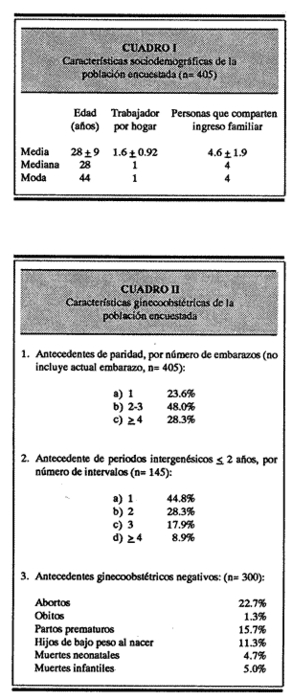 CUADRO I
Características sociodemográficas de la
población encuestada (n= 405)
Edad Trabajador Personas que comparten
(años) por hogar ingreso familiar
Media 28 ± 9 1.6 ± 0.92 4.6 ± 1.9
Mediana 28 1 4
Moda 44 1 4
CUADRO II
Características ginecoobstétricas de la
población encuestada
1. Antecedentes de paridad, por número de embarazos (no
incluye actual embarazo, n= 405):
a) 1 23.6%
b) 2-3 48.0%
c) ≥ 4 28.3%
2. Antecedente de periodos intergenésicos ≤ 2 años, por
número de intervalos (n= 145):
a) 1 44.8%
b) 2 28.3%
c) 3 17.9%
d) ≥ 4 8.9%
3. Antecedentes ginecoobstétricos negativos: (n= 300):
Abortos 22.7%
Obitos 1.3%
Partos prematuros 15.7%
Hijos de bajo peso al nacer 11.3%
Muertes neonatales 4.7%
Muertes infantiles 5.0%